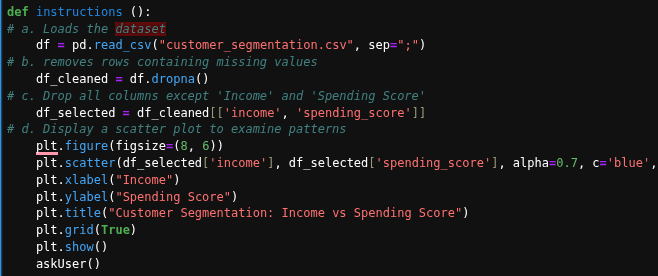 def instructions ():
# a. Loads the dataset
    df = pd.read_csv("customer_segmentation.csv", sep=";")
# b. removes rows containing missing values
    df_cleaned = df.dropna()
# c. Drop all columns except 'Income' and 'Spending Score'
    df_selected = df_cleaned[['income', 'spending_score']]
# d. Display a scatter plot to examine patterns
    plt.figure(figsize=(8, 6))
    plt.scatter(df_selected['income'], df_selected['spending_score'], alpha=0.7, c='blue',
    plt.xlabel("Income")
    plt.ylabel("Spending Score")
    plt.title("Customer Segmentation: Income vs Spending Score")
    plt.grid(True)
    plt.show()
    askUser()